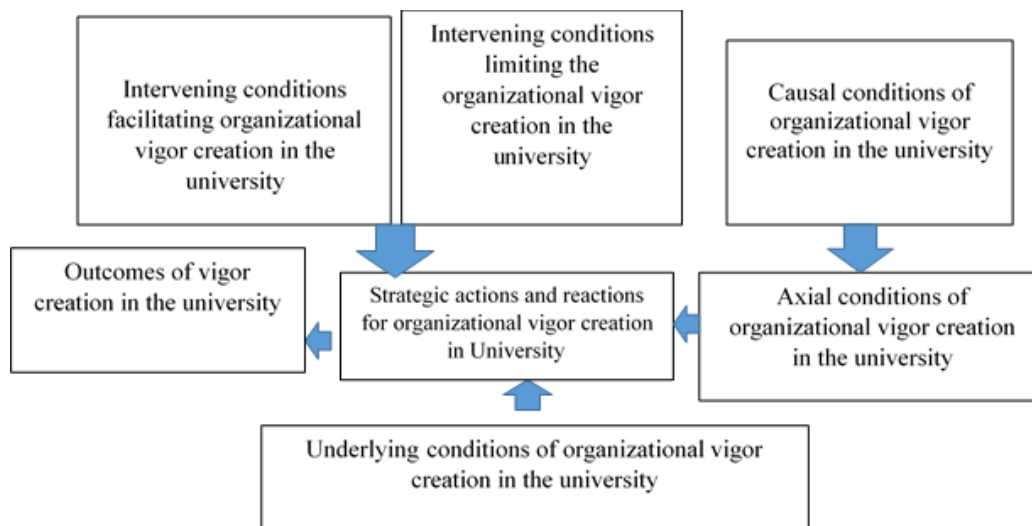 Intervening conditions
facilitating organizational
vigor creation in the
university
Intervening conditions
limiting the
organizational vigor
creation in the
university
Causal conditions of
organizational vigor
creation in the university
Outcomes of vigor
creation in the university
Strategic actions and reactions
for organizational vigor creation
in University
Axial conditions of
organizational vigor creation
in the university
Underlying conditions of organizational vigor
creation in the university